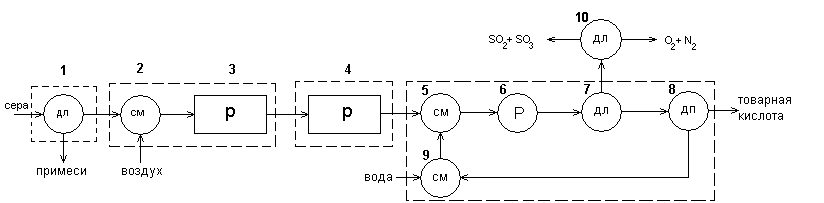 10
SO2+ SO3
дл
O2+ N2
1
2
3
4
5
6
7
8
сера
дл
см
р
р
см
Р
дл
дп
товарная
кислота
9
примеси
воздух
вода
см